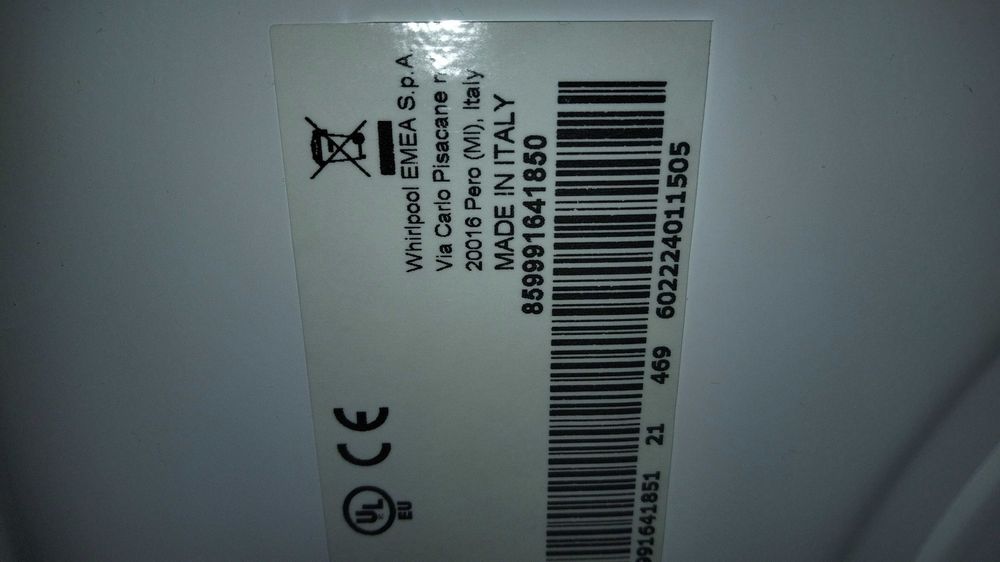 Whirlpool EMEA S.p.A.
Via Carlo Pisacane
20016 Pero (MI), Italy
MADE IN ITALY
859991641850
UL CE
EU
991641851 21 469 602224011505